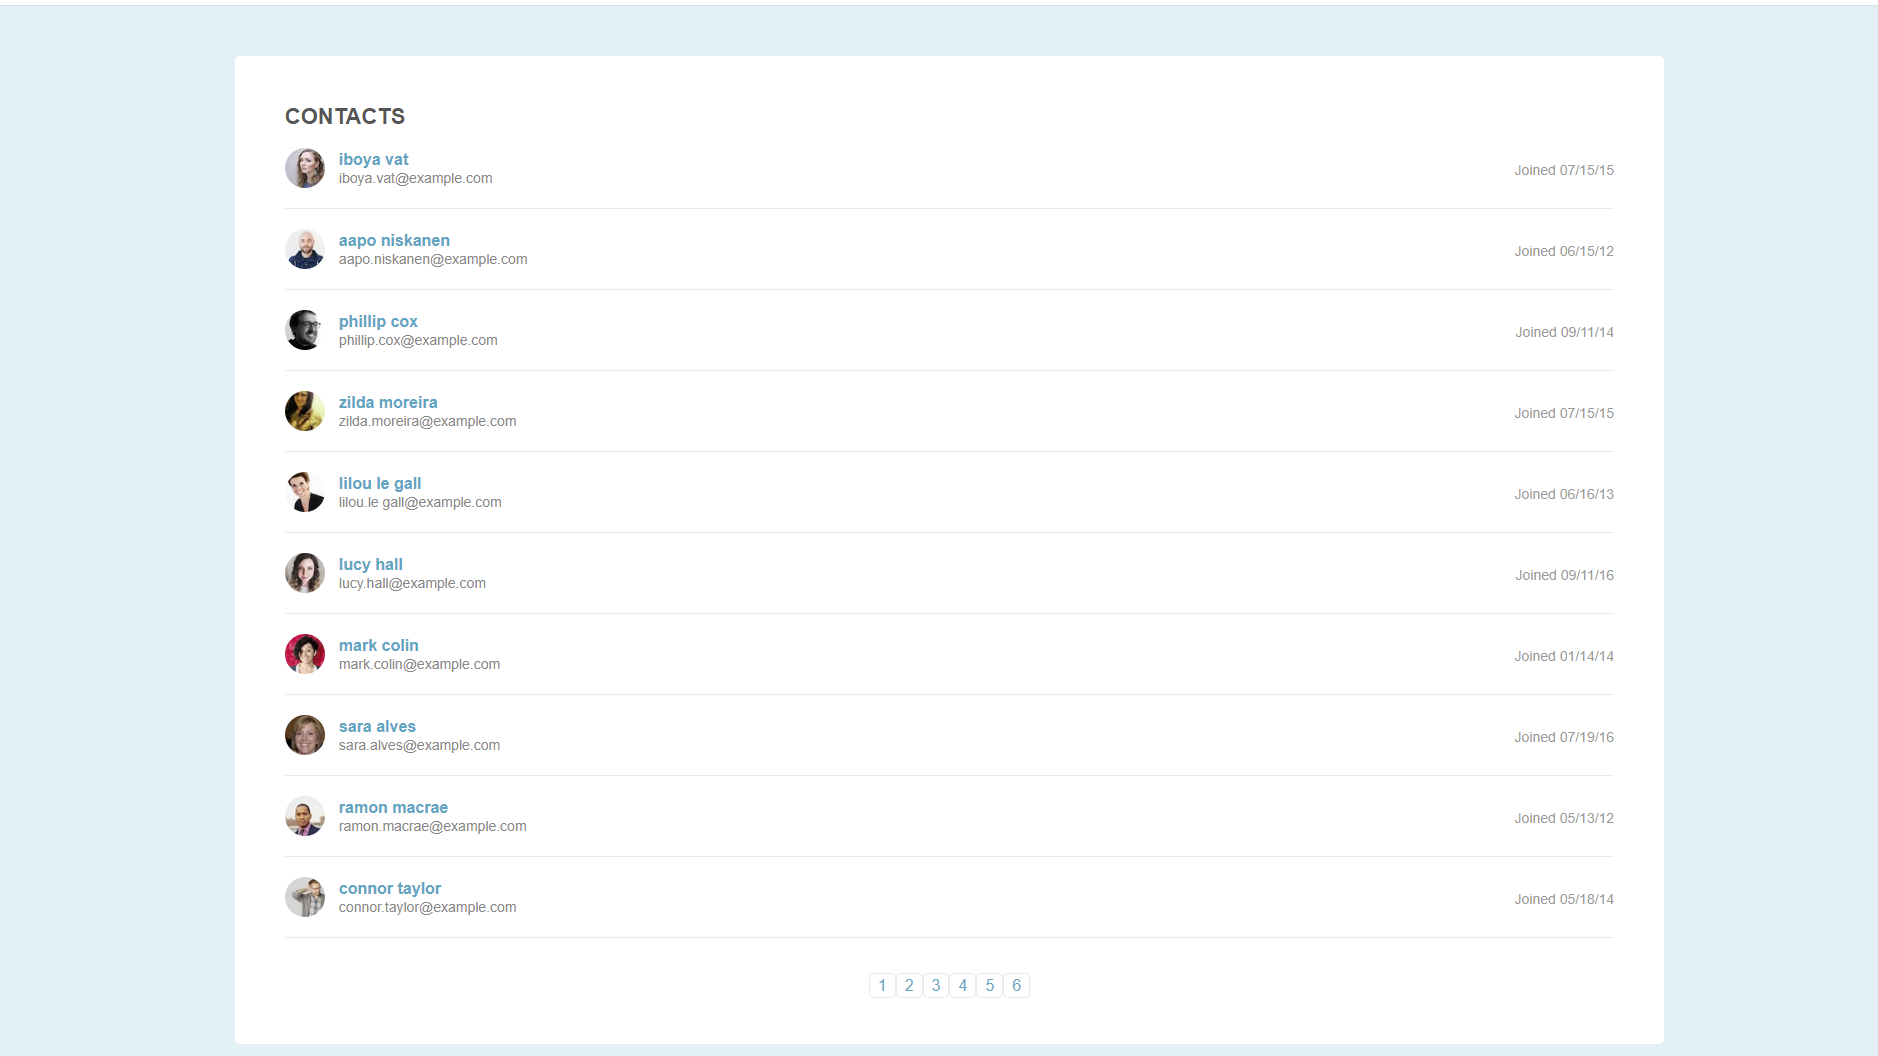 CONTACTS
iboya vat
iboya.vat@example.com
Joined 07/15/15
aapo niskanen
aapo.niskanen@example.com
Joined 06/15/12
phillip cox
phillip.cox@example.com
Joined 09/11/14
zilda moreira
zilda.moreira@example.com
Joined 07/15/15
lilou le gall
lilou.le gall@example.com
Joined 06/16/13
lucy hall
lucy.hall@example.com
Joined 09/11/16
mark colin
mark.colin@example.com
Joined 01/14/14
sara alves
sara.alves@example.com
Joined 07/19/16
ramon macrae
ramon.macrae@example.com
Joined 05/13/12
connor taylor
connor.taylor@example.com
Joined 05/18/14
1 2 3 4 5 6